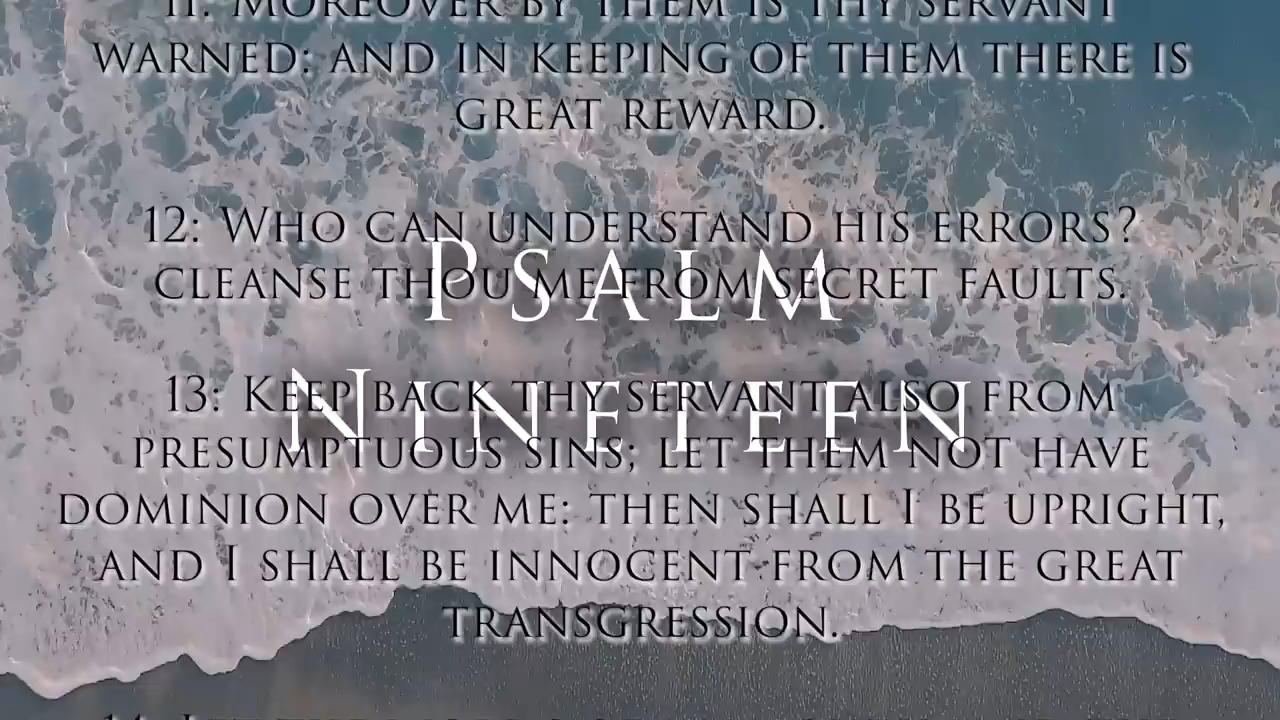 11: Moreover by them is thy servant
warned: and in keeping of them there is
great reward.
12: Who can understand his errors?
cleanse thou me from secret faults.
Psalm
Nineteen
13: Keep back thy servant also from
presumptuous sins; let them not have
dominion over me: then shall I be upright,
and I shall be innocent from the great
transgression.